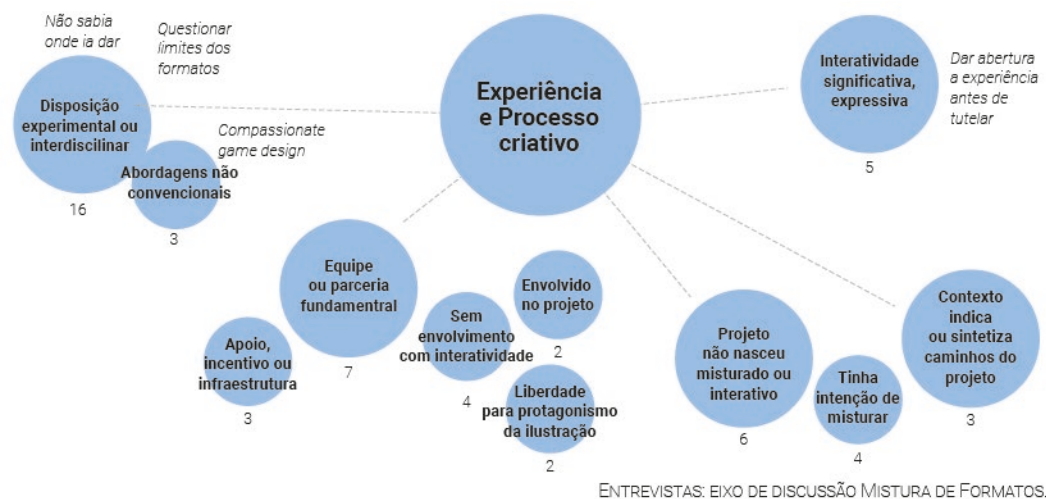 Não sabia
onde ia dar
Questionar
limites dos
formatos
Disposição
experimental ou
interdiscilinar
16
Compassionate
game design
Abordagens não
convencionais
3
Experiência
e Processo
criativo
Interatividade
significativa,
expressiva
5
Dar abertura
a experiência
antes de
tutelar
Equipe
ou parceria
fundamentral
7
Apoio,
incentivo ou
infraestrutura
3
Sem
envolvimento
com interatividade
4
Envolvido
no projeto
2
Liberdade
para protagonismo
da ilustração
2
Projeto
não nasceu
misturado ou
interativo
6
Tinha
intenção de
misturar
4
Contexto
indica
ou sintetiza
caminhos do
projeto
3
ENTREVISTAS: EIXO DE DISCUSSÃO MISTURA DE FORMATOS.